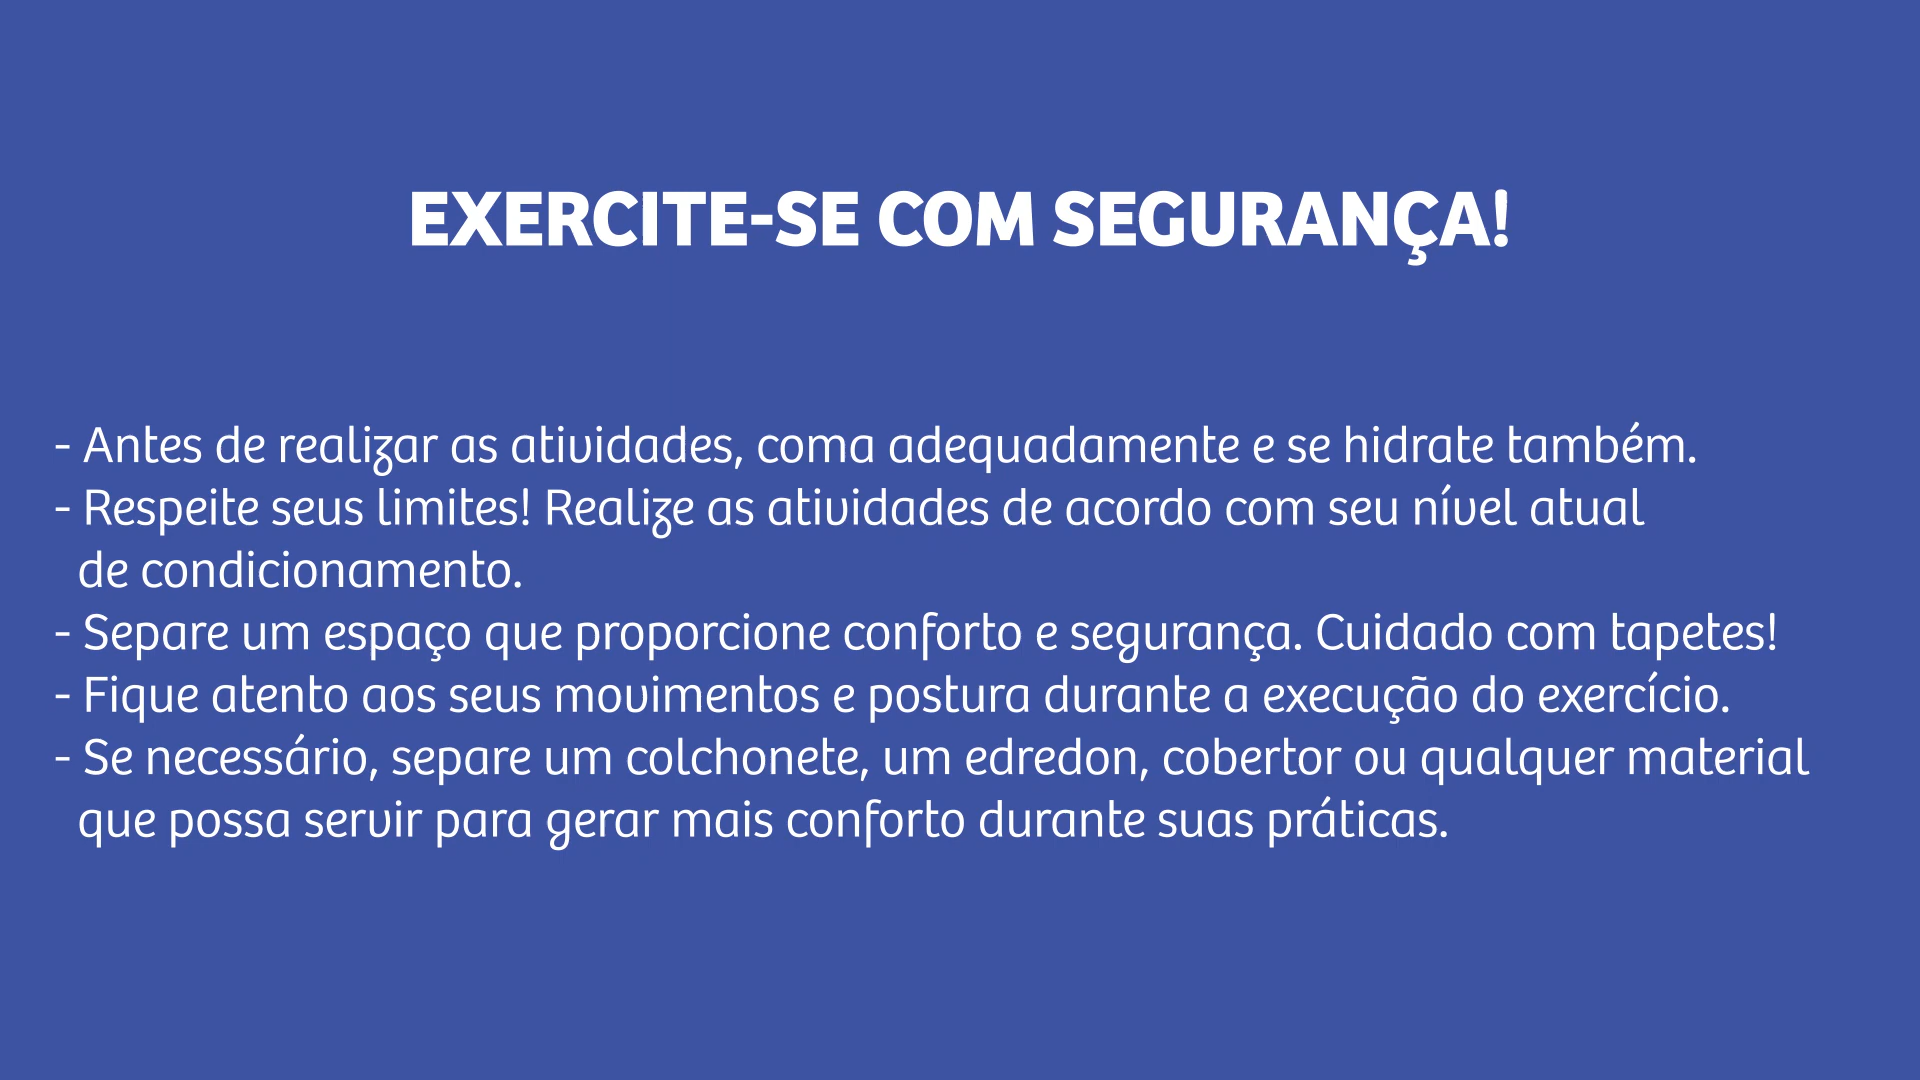 EXERCITE-SE COM SEGURANÇA!
- Antes de realizar as atividades, coma adequadamente e se hidrate também.
- Respeite seus limites! Realize as atividades de acordo com seu nível atual
de condicionamento.
- Separe um espaço que proporcione conforto e segurança. Cuidado com tapetes!
- Fique atento aos seus movimentos e postura durante a execução do exercício.
- Se necessário, separe um colchonete, um edredon, cobertor ou qualquer material
que possa servir para gerar mais conforto durante suas práticas.